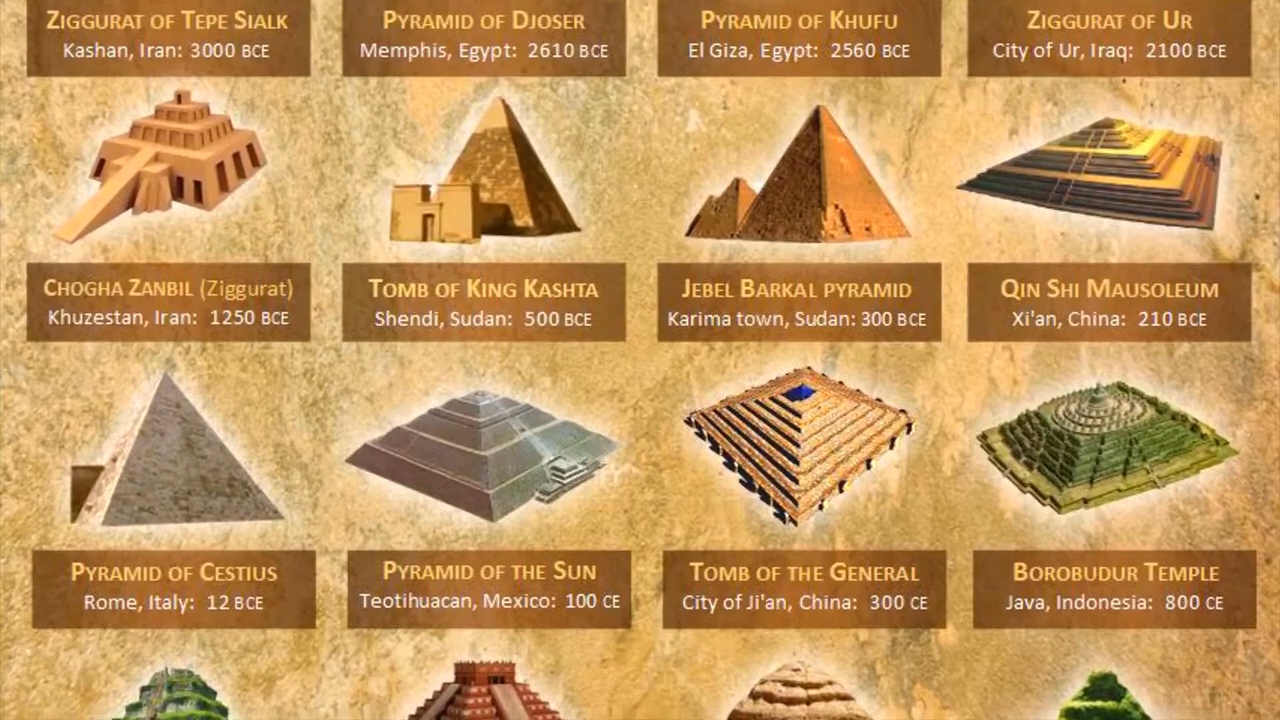 ZIGGURAT OF TEPE SIALK
Kashan, Iran: 3000 BCE
PYRAMID OF DJOSER
Memphis, Egypt: 2610 BCE
PYRAMID OF KHUFU
El Giza, Egypt: 2560 BCE
ZIGGURAT OF UR
City of Ur, Iraq: 2100 BCE
CHOGHA ZANBIL (Ziggurat)
Khuzestan, Iran: 1250 BCE
TOMB OF KING KASHTA
Shendi, Sudan: 500 BCE
JEBEL BARKAL PYRAMID
Karima town, Sudan: 300 BCE
QIN SHI MAUSOLEUM
Xi'an, China: 210 BCE
PYRAMID OF CESTIUS
Rome, Italy: 12 BCE
PYRAMID OF THE SUN
Teotihuacan, Mexico: 100 CE
TOMB OF THE GENERAL
City of Ji'an, China: 300 CE
BOROBUDUR TEMPLE
Java, Indonesia: 800 CE